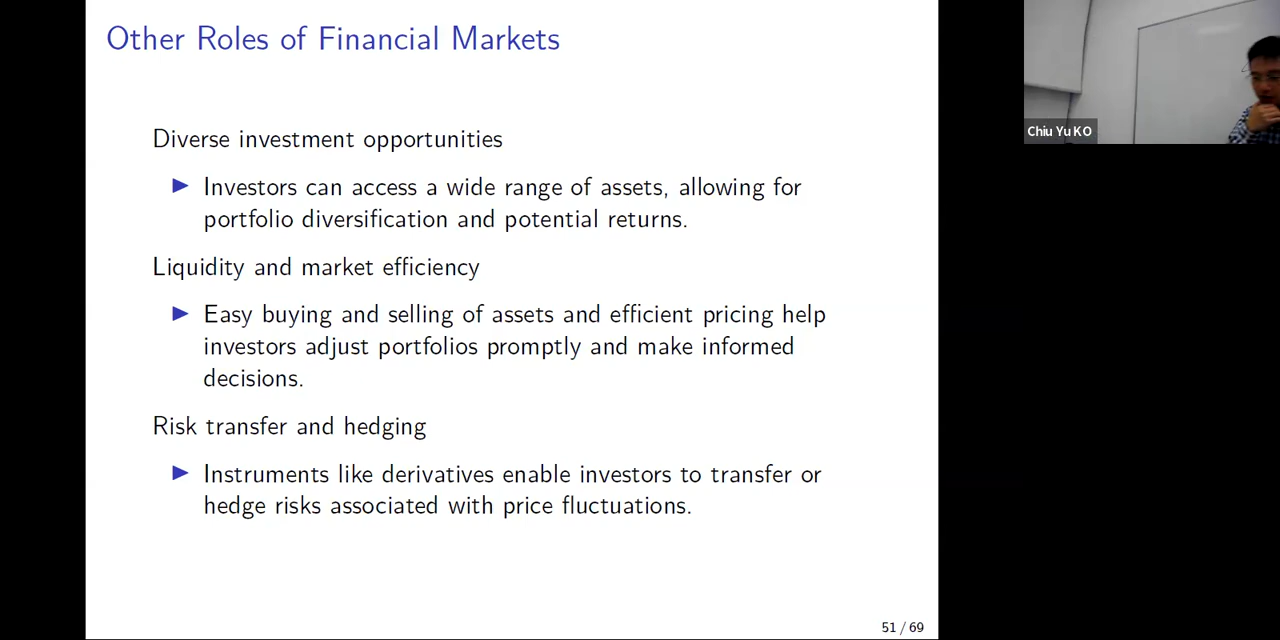 Other Roles of Financial Markets
Diverse investment opportunities
▶ Investors can access a wide range of assets, allowing for
portfolio diversification and potential returns.
Liquidity and market efficiency
▶ Easy buying and selling of assets and efficient pricing help
investors adjust portfolios promptly and make informed
decisions.
Risk transfer and hedging
▶ Instruments like derivatives enable investors to transfer or
hedge risks associated with price fluctuations.
51 / 69
Chiu Yu KO